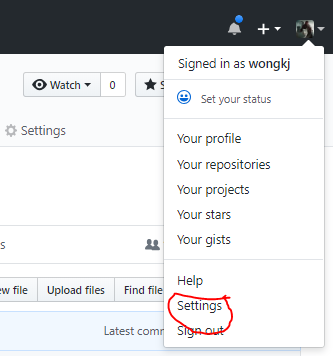 Signed in as wongkj
Watch 0
Set your status
Settings
Your profile
Your repositories
Your projects
Your stars
Your gists
Help
file Upload files Find file
Settings
Latest comm
Sign out